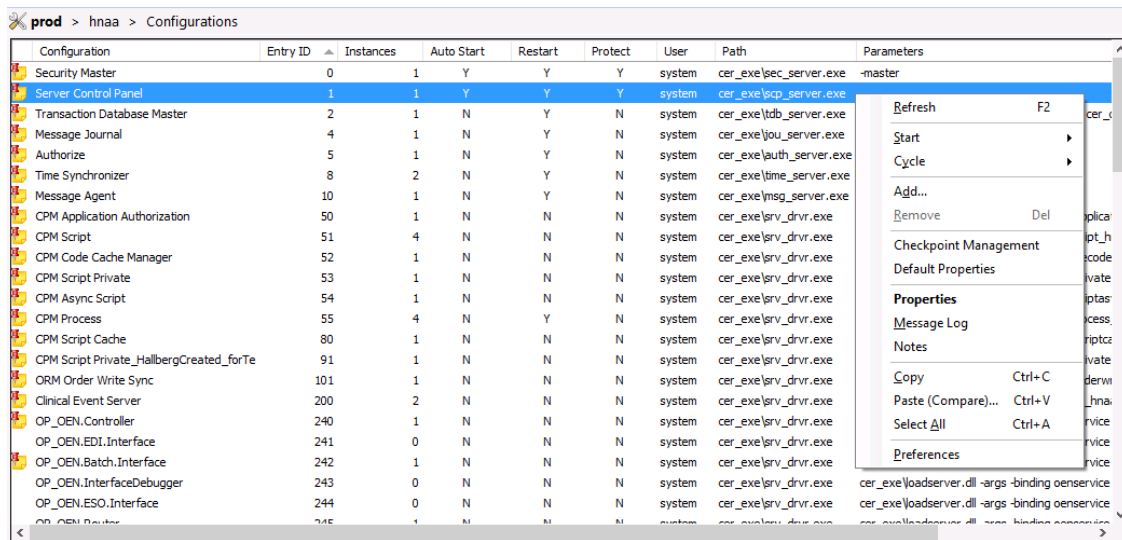 prod > hnaa > Configurations
Configuration Entry ID Instances Auto Start Restart Protect User Path Parameters
Security Master 0 1 Y Y Y system cer_exe\sec_server.exe -master
Server Control Panel 1 1 Y Y Y system cer_exe\scp_server.exe
Transaction Database Master 2 1 N Y N system cer_exe\tdb_server.exe
Message Journal 4 1 N Y N system cer_exe\jou_server.exe
Authorize 5 1 N Y N system cer_exe\auth_server.exe
Time Synchronizer 8 2 N Y N system cer_exe\time_server.exe
Message Agent 10 1 N Y N system cer_exe\msg_server.exe
CPM Application Authorization 50 1 N N N system cer_exe\srv_drvr.exe
CPM Script 51 4 N N N system cer_exe\srv_drvr.exe
CPM Code Cache Manager 52 1 N N N system cer_exe\srv_drvr.exe
CPM Script Private 53 1 N N N system cer_exe\srv_drvr.exe
CPM Async Script 54 1 N N N system cer_exe\srv_drvr.exe
CPM Process 55 4 N Y N system cer_exe\srv_drvr.exe
CPM Script Cache 80 1 N N N system cer_exe\srv_drvr.exe
CPM Script Private_HallbergCreated_forTe 91 1 N N N system cer_exe\srv_drvr.exe
ORM Order Write Sync 101 1 N N N system cer_exe\srv_drvr.exe
Clinical Event Server 200 2 N N N system cer_exe\srv_drvr.exe
OP_OEN.Controller 240 1 N N N system cer_exe\srv_drvr.exe rvice
OP_OEN.EDI.Interface 241 0 N N N system cer_exe\srv_drvr.exe rvice
OP_OEN.Batch.Interface 242 1 N N N system cer_exe\srv_drvr.exe rvice
OP_OEN.InterfaceDebugger 243 0 N N N system cer_exe\srv_drvr.exe cer_exe\loadserver.dll -args -binding oenservice
OP_OEN.ESO.Interface 244 0 N N N system cer_exe\srv_drvr.exe cer_exe\loadserver.dll -args -binding oenservice
Refresh F2
Start
Cycle
Add...
Remove Del
Checkpoint Management
Default Properties
Properties
Message Log
Notes
Copy Ctrl+C
Paste (Compare)... Ctrl+V
Select All Ctrl+A
Preferences